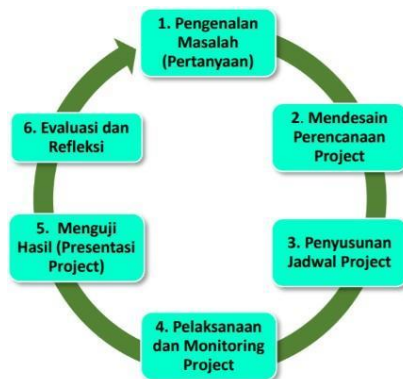 1. Pengenalan
Masalah
(Pertanyaan)
2. Mendesain
Perencanaan
Project
3. Penyusunan
Jadwal Project
4. Pelaksanaan
dan Monitoring
Project
5. Menguji
Hasil (Presentasi
Project)
6. Evaluasi dan
Refleksi